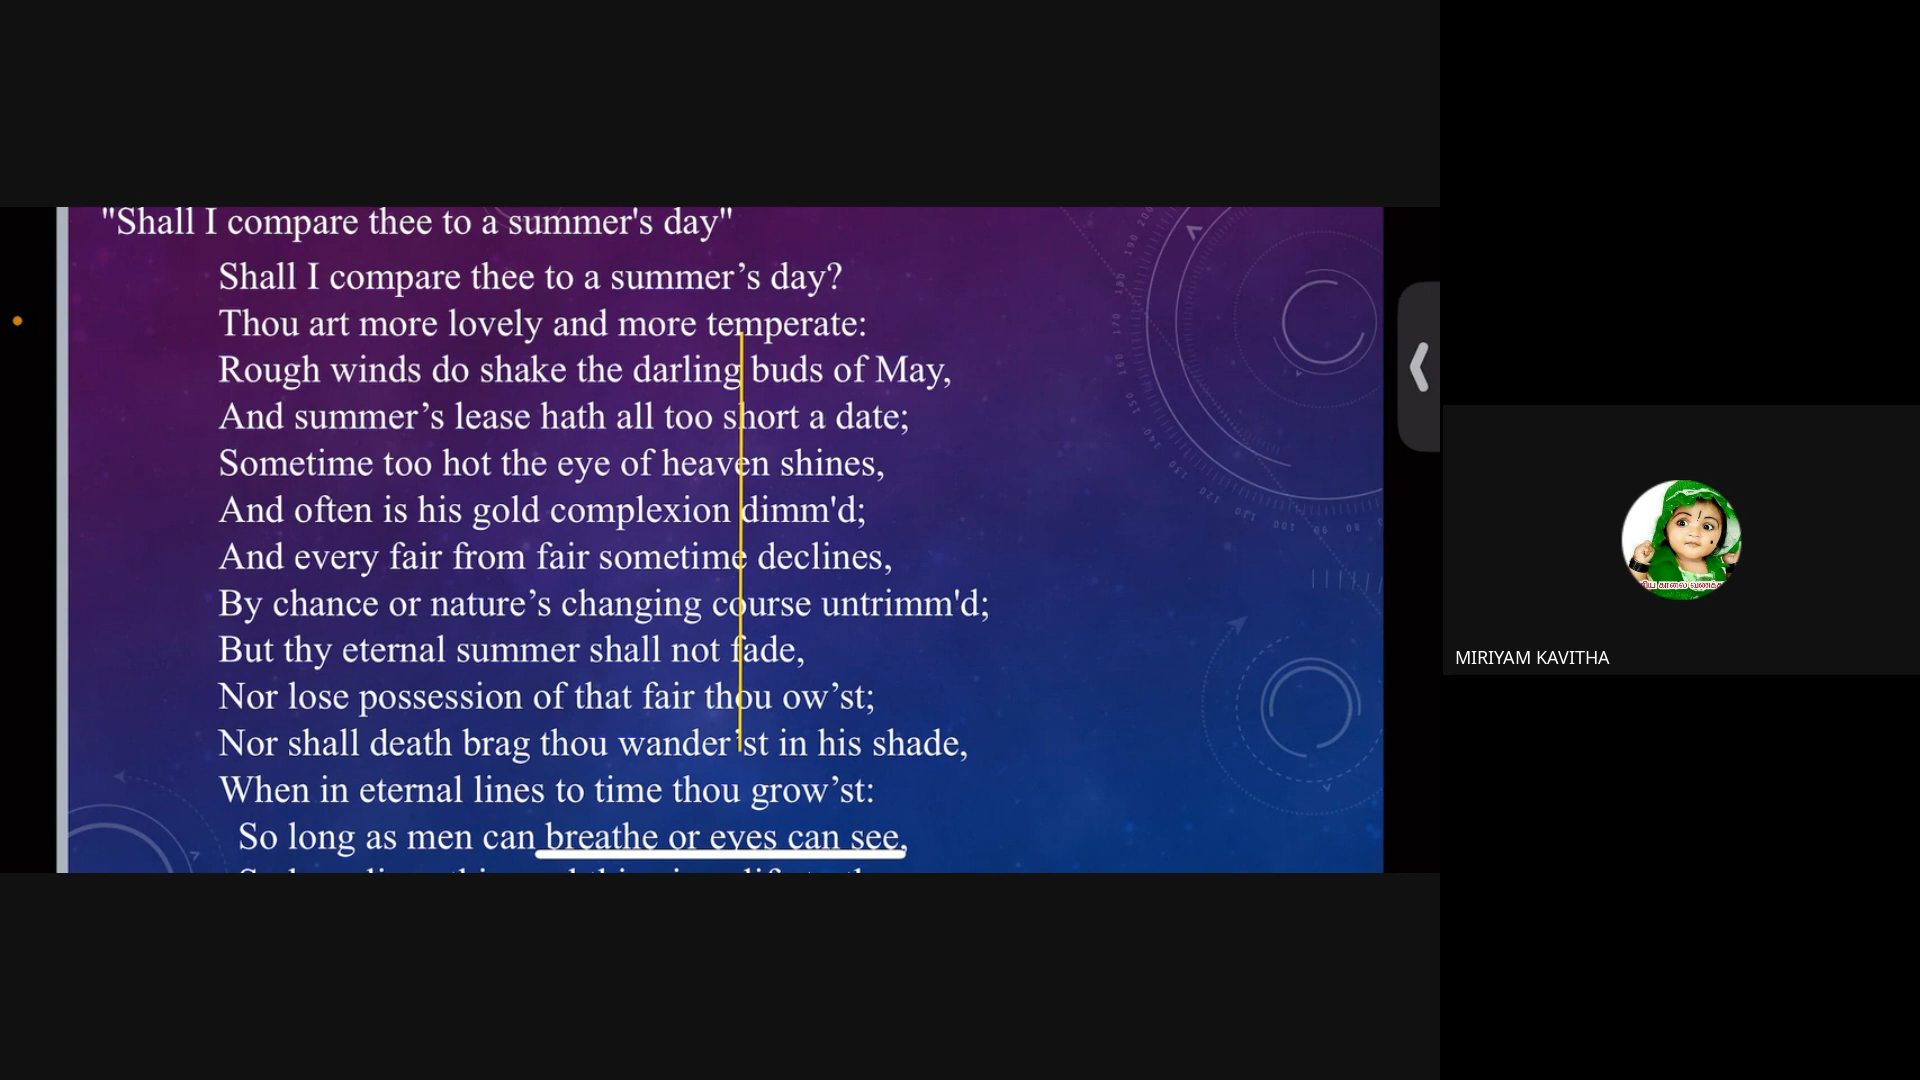 "Shall I compare thee to a summer's day"
Shall I compare thee to a summer’s day?
Thou art more lovely and more temperate:
Rough winds do shake the darling buds of May,
And summer’s lease hath all too short a date;
Sometime too hot the eye of heaven shines,
And often is his gold complexion dimm'd;
And every fair from fair sometime declines,
By chance or nature’s changing course untrimm'd;
But thy eternal summer shall not fade,
Nor lose possession of that fair thou ow’st;
Nor shall death brag thou wander’st in his shade,
When in eternal lines to time thou grow’st:
So long as men can breathe or eyes can see,
MIRIYAM KAVITHA
காலை வணக்